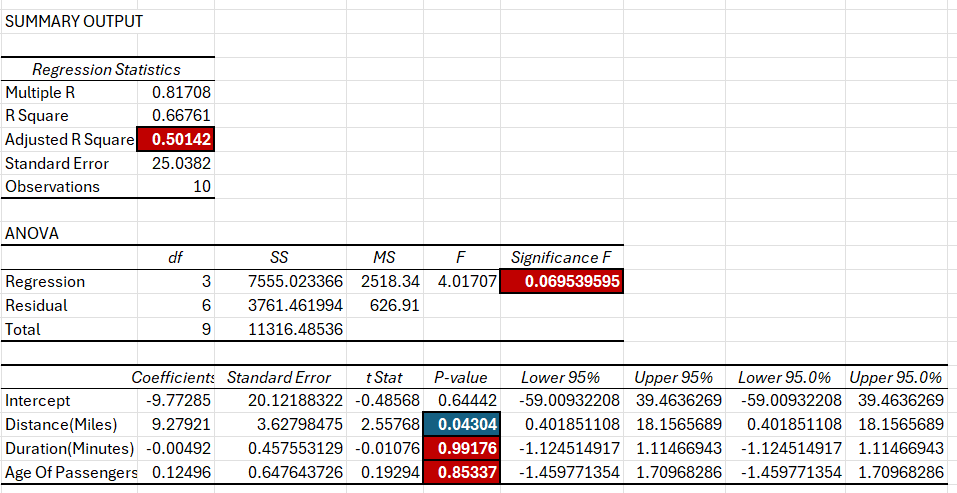 SUMMARY OUTPUT
Regression Statistics
Multiple R 0.81708
R Square 0.66761
Adjusted R Square 0.50142
Standard Error 25.0382
Observations 10
ANOVA
df SS MS F Significance F
Regression 3 7555.023366 2518.34 4.01707 0.069539595
Residual 6 3761.461994 626.91
Total 9 11316.48536
Coefficients Standard Error t Stat P-value Lower 95% Upper 95% Lower 95.0% Upper 95.0%
Intercept -9.77285 20.12188322 -0.48568 0.64442 -59.00932208 39.4636269 -59.00932208 39.4636269
Distance(Miles) 9.27921 3.62798475 2.55768 0.04304 0.401851108 18.1565689 0.401851108 18.1565689
Duration(Minutes) -0.00492 0.457553129 -0.01076 0.99176 -1.124514917 1.11466943 -1.124514917 1.11466943
Age Of Passengers 0.12496 0.647643726 0.19294 0.85337 -1.459771354 1.70968286 -1.459771354 1.70968286